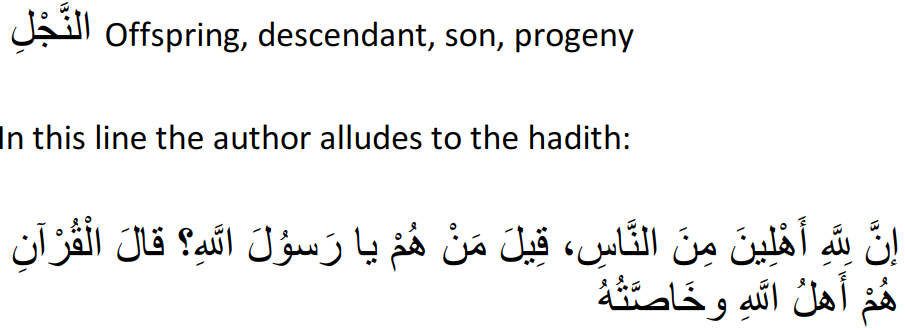 النَّجْلِ Offspring, descendant, son, progeny
In this line the author alludes to the hadith:
إنَّ لِلَّهِ أَهْلِينَ مِنَ النَّاسِ، قِيلَ مَنْ هُمْ يا رَسوُلَ اللَّهِ؟ قالَ الْقُرْآنِ
هُمْ أَهلُ اللَّهِ وخَاصَّتُهُ